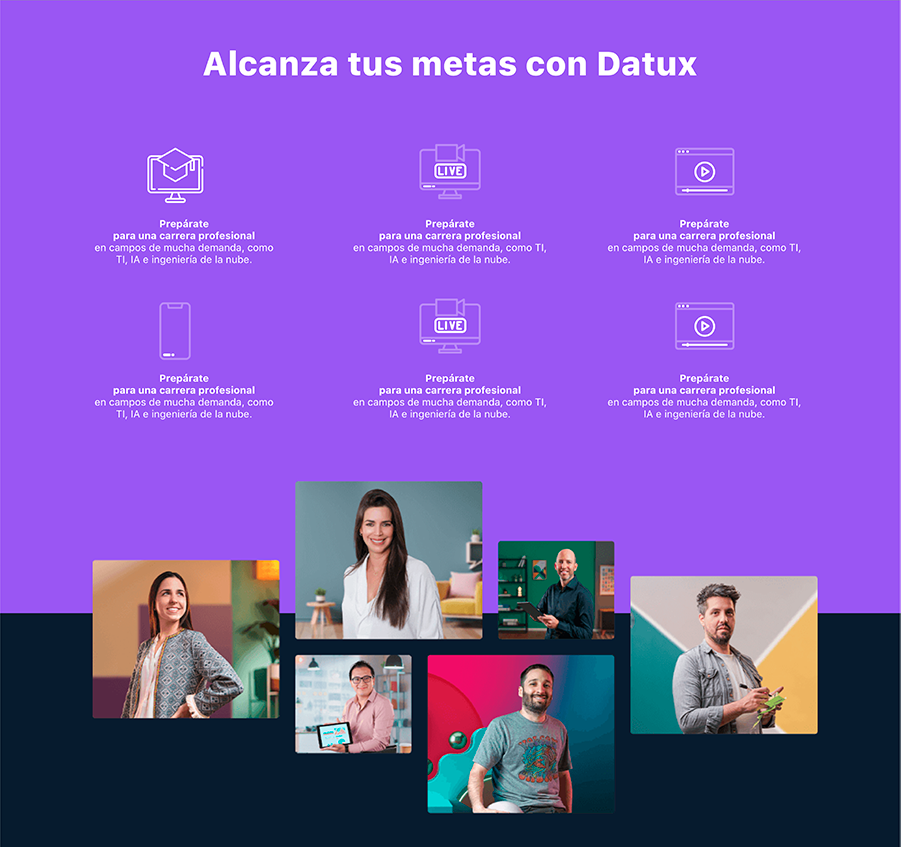 Alcanza tus metas con Datux
LIVE
Prepárate
para una carrera profesional
en campos de mucha demanda, como
TI, IA e ingeniería de la nube.
Prepárate
para una carrera profesional
en campos de mucha demanda, como TI,
IA e ingeniería de la nube.
Prepárate
para una carrera profesional
en campos de mucha demanda, como TI,
IA e ingeniería de la nube.
LIVE
Prepárate
para una carrera profesional
en campos de mucha demanda, como
TI, IA e ingeniería de la nube.
Prepárate
para una carrera profesional
en campos de mucha demanda, como TI,
IA e ingeniería de la nube.
Prepárate
para una carrera profesional
en campos de mucha demanda, como TI,
IA e ingeniería de la nube.